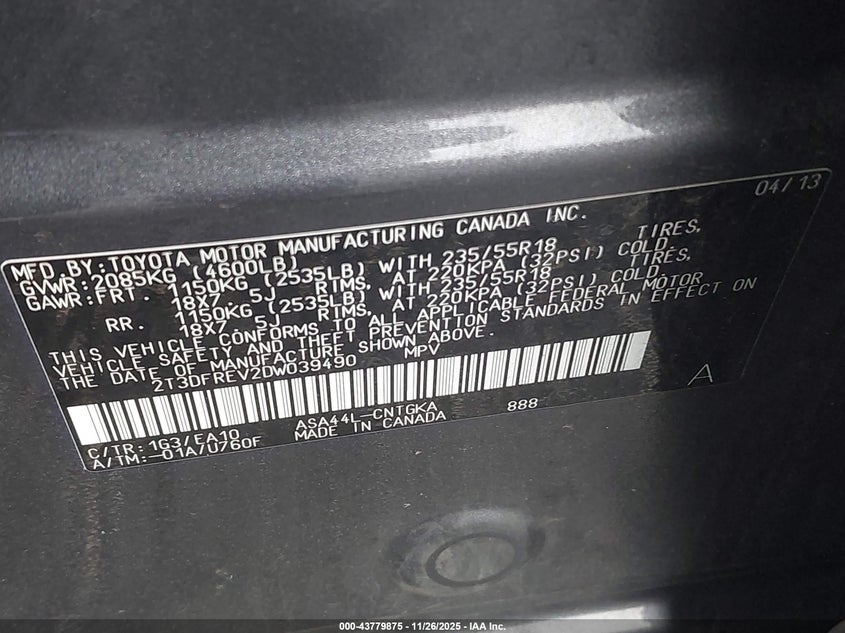 04/13
MFD.BY:TOYOTA MOTOR MANUFACTURING CANADA INC.
GVWR:2085KG (4600LB)
GAWR:FRT. 1150KG (2535LB) WITH 235/55R18 TIRES,
18X7.5J RIMS, AT 220KPA (32PSI) COLD.
RR. 1150KG (2535LB) WITH 235/55R18 TIRES,
18X7.5J RIMS, AT 220KPA (32PSI) COLD.
THIS VEHICLE CONFORMS TO ALL APPLICABLE FEDERAL MOTOR
VEHICLE SAFETY AND THEFT PREVENTION STANDARDS IN EFFECT ON
THE DATE OF MANUFACTURE SHOWN ABOVE.
2T3DFREV2DW039490 MPV
A
C/TR:1G3/EA10 ASA44L-CNTGKA 888
A/TM:-01A/U760F MADE IN CANADA
000-43779875 - 11/26/2025 - IAA Inc.